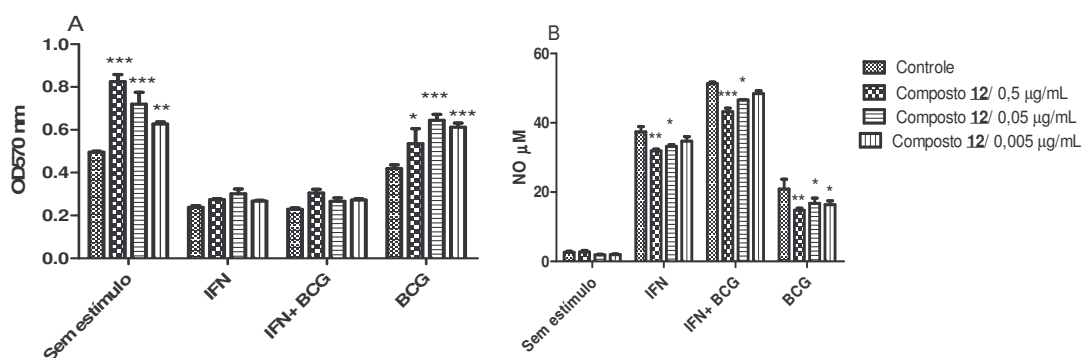 A
OD570 nm
1.0
0.8
0.6
0.4
0.2
0.0
***
***
**
*
***
***
Sem estímulo
IFN
IFN+ BCG
BCG
B
NO µM
60
40
20
0
**
*
***
*
**
*
*
Sem estímulo
IFN
IFN+ BCG
BCG
Controle
Composto 12/ 0,5 µg/mL
Composto 12/ 0,05 µg/mL
Composto 12/ 0,005 µg/mL